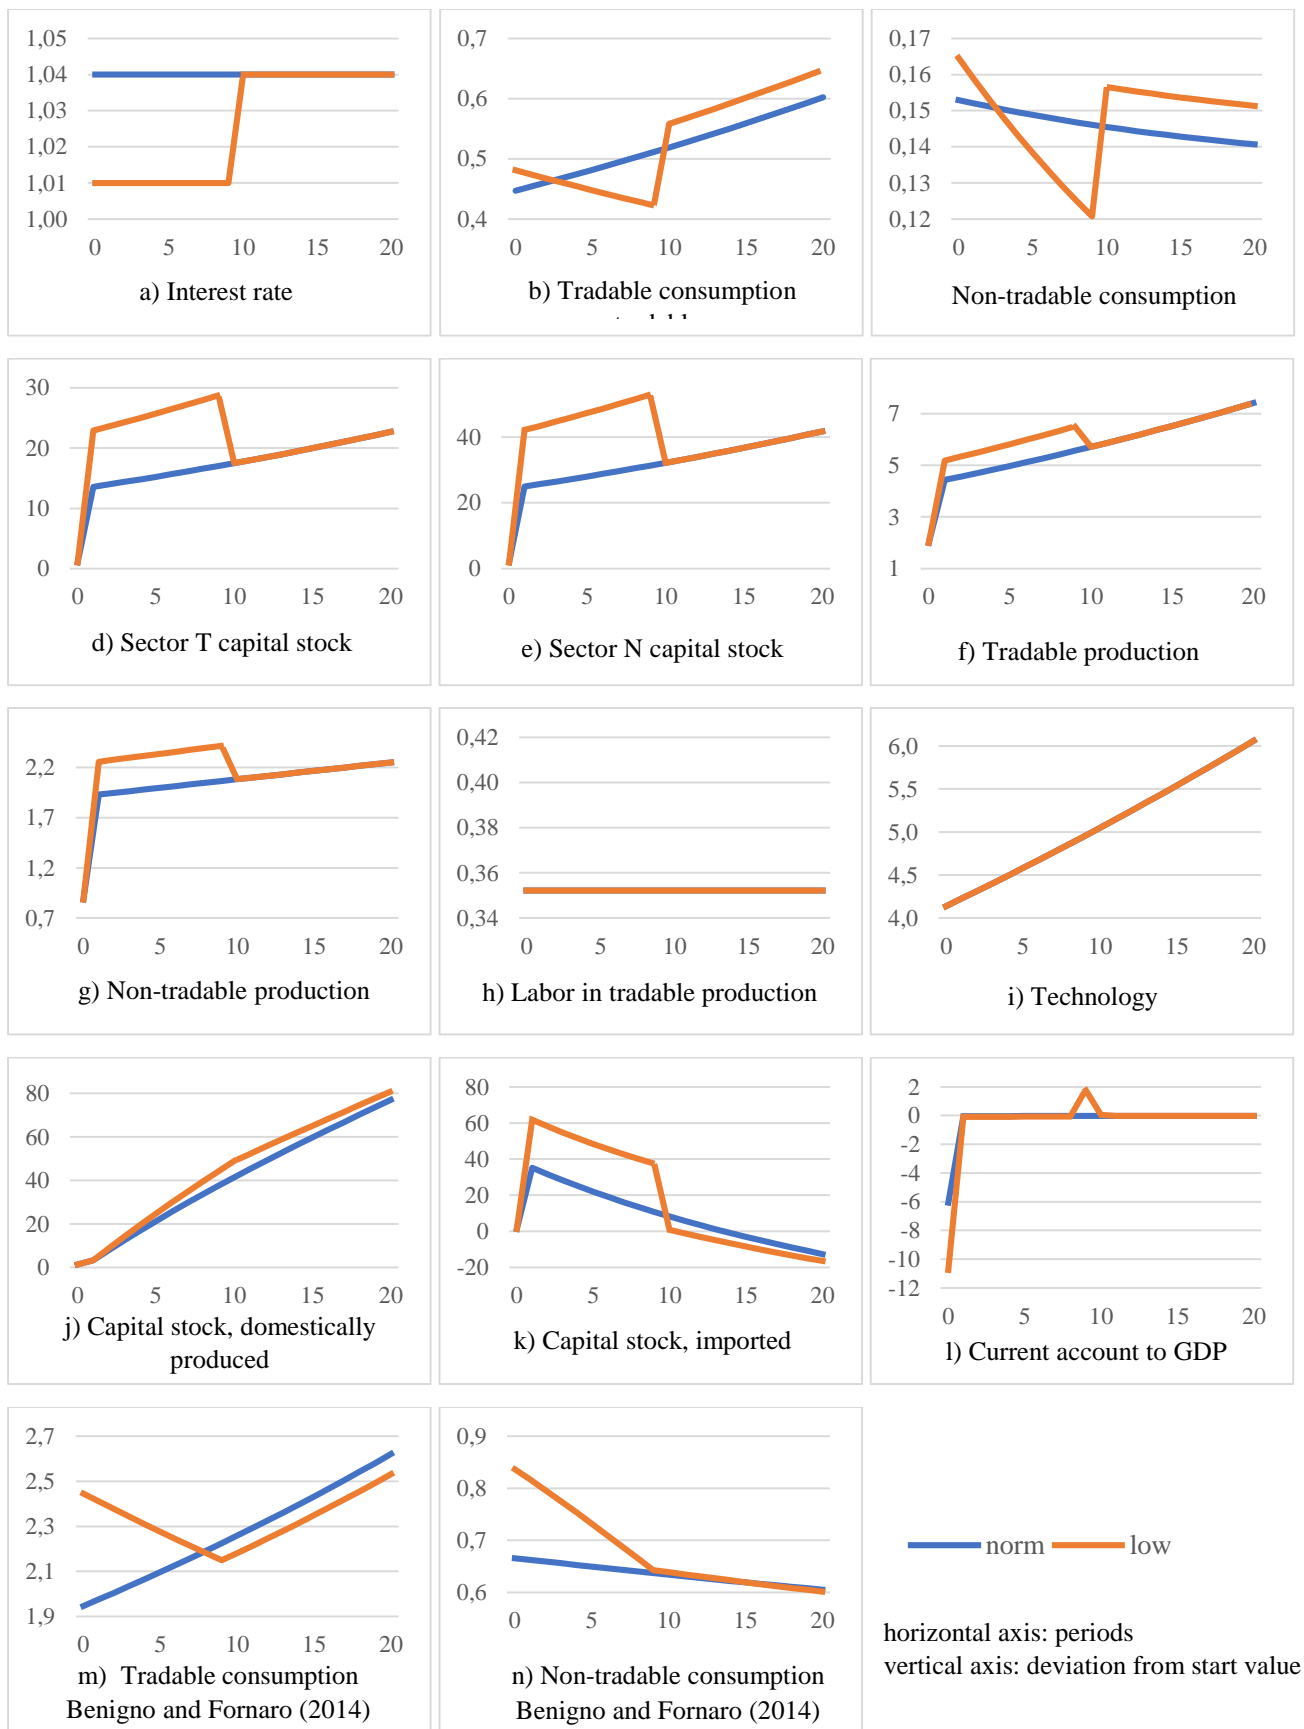 1,05
1,04
1,03
1,02
1,01
1,00
0 5 10 15 20
a) Interest rate
0,7
0,6
0,5
0,4
0 5 10 15 20
b) Tradable consumption
0,17
0,16
0,15
0,14
0,13
0,12
0 5 10 15 20
Non-tradable consumption
30
20
10
0
0 5 10 15 20
d) Sector T capital stock
40
20
0
0 5 10 15 20
e) Sector N capital stock
7
5
3
1
0 5 10 15 20
f) Tradable production
2,2
1,7
1,2
0,7
0 5 10 15 20
g) Non-tradable production
0,42
0,40
0,38
0,36
0,34
0 5 10 15 20
h) Labor in tradable production
6,0
5,5
5,0
4,5
4,0
0 5 10 15 20
i) Technology
80
60
40
20
0
0 5 10 15 20
j) Capital stock, domestically
produced
80
60
40
20
0
-20
0 5 10 15 20
k) Capital stock, imported
2
0
-2
-4
-6
-8
-10
-12
0 5 10 15 20
l) Current account to GDP
2,7
2,5
2,3
2,1
1,9
0 5 10 15 20
m) Tradable consumption
Benigno and Fornaro (2014)
0,9
0,8
0,7
0,6
0 5 10 15 20
n) Non-tradable consumption
Benigno and Fornaro (2014)
norm low
horizontal axis: periods
vertical axis: deviation from start value